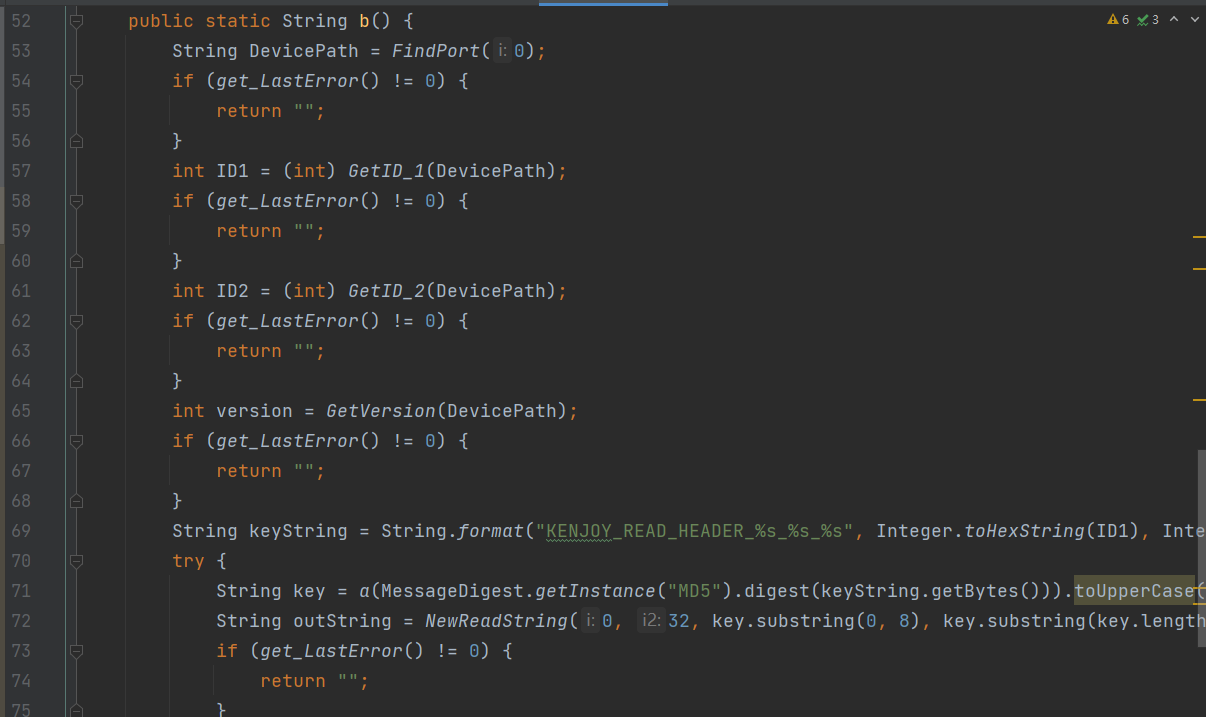 6 3
52 public static String b() {
53 String DevicePath = FindPort( i: 0);
54 if (get_LastError() != 0) {
55 return "";
56 }
57 int ID1 = (int) GetID_1(DevicePath);
58 if (get_LastError() != 0) {
59 return "";
60 }
61 int ID2 = (int) GetID_2(DevicePath);
62 if (get_LastError() != 0) {
63 return "";
64 }
65 int version = GetVersion(DevicePath);
66 if (get_LastError() != 0) {
67 return "";
68 }
69 String keyString = String.format("KENJOY_READ_HEADER_%s_%s_%s", Integer.toHexString(ID1), Inte
70 try {
71 String key = a(MessageDigest.getInstance("MD5").digest(keyString.getBytes())).toUpperCase(
72 String outString = NewReadString( i: 0, i2: 32, key.substring(0, 8), key.substring(key.length
73 if (get_LastError() != 0) {
74 return "";
75 }